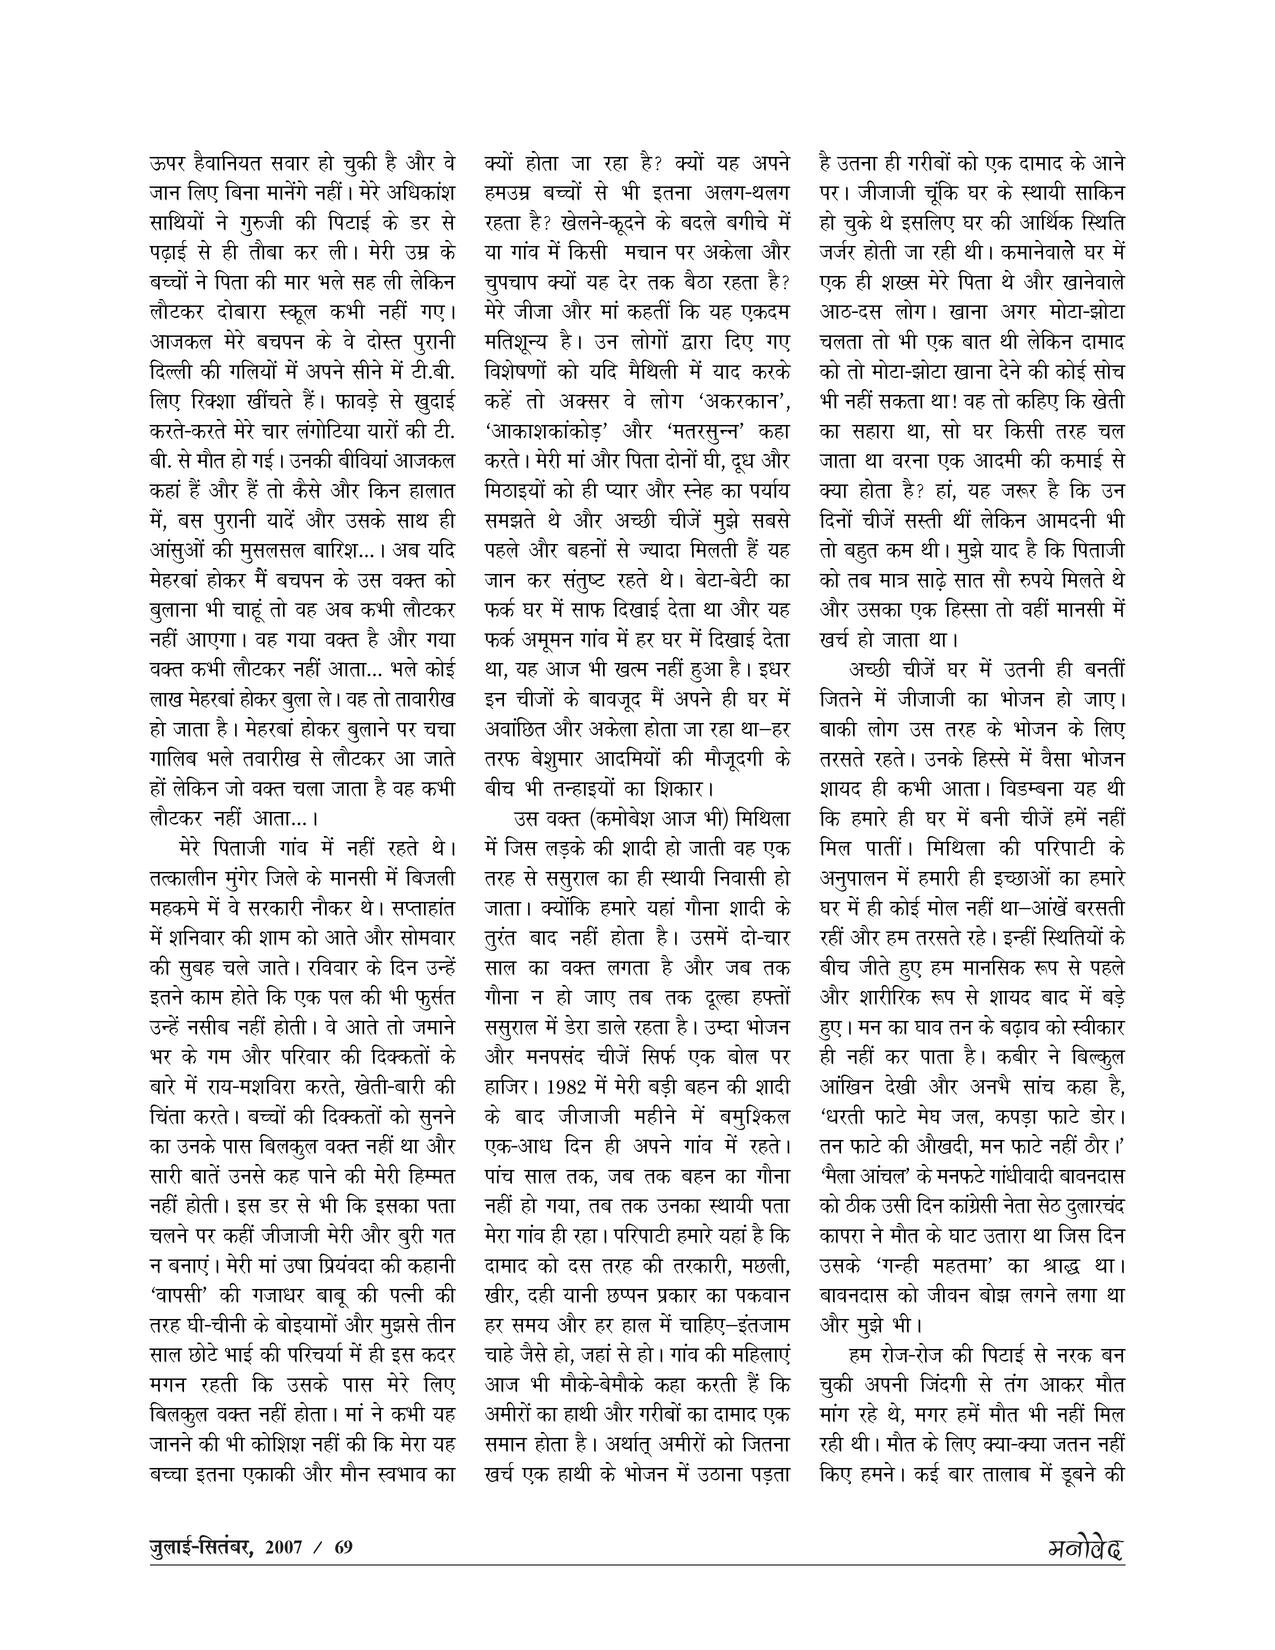 ऊपर हैवानियत सवार हो चुकी है और वे
जान लिए बिना मानेंगे नहीं। मेरे अधिकांश
साथियों ने गुरुजी की पिटाई के डर से
पढ़ाई से ही तौबा कर ली। मेरी उम्र के
बच्चों ने पिता की मार भले सह ली लेकिन
लौटकर दोबारा स्कूल कभी नहीं गए।
आजकल मेरे बचपन के वे दोस्त पुरानी
दिल्ली की गलियों में अपने सीने में टी.बी.
लिए रिक्शा खींचते हैं। फावड़े से खुदाई
करते-करते मेरे चार लंगोटिया यारों की टी.
बी. से मौत हो गई। उनकी बीवियां आजकल
कहां हैं और हैं तो कैसे और किन हालात
में, बस पुरानी यादें और उसके साथ ही
आंसुओं की मुसलसल बारिश...। अब यदि
मेहरबां होकर मैं बचपन के उस वक्त को
बुलाना भी चाहूं तो वह अब कभी लौटकर
नहीं आएगा। वह गया वक्त है और गया
वक्त कभी लौटकर नहीं आता... भले कोई
लाख मेहरबां होकर बुला ले। वह तो तावारीख
हो जाता है। मेहरबां होकर बुलाने पर चचा
गालिब भले तवारीख से लौटकर आ जाते
हों लेकिन जो वक्त चला जाता है वह कभी
लौटकर नहीं आता...।
मेरे पिताजी गांव में नहीं रहते थे।
तत्कालीन मुंगेर जिले के मानसी में बिजली
महकमे में वे सरकारी नौकर थे। सप्ताहांत
में शनिवार की शाम को आते और सोमवार
की सुबह चले जाते। रविवार के दिन उन्हें
इतने काम होते कि एक पल की भी फुर्सत
उन्हें नसीब नहीं होती। वे आते तो जमाने
भर के गम और परिवार की दिक्कतों के
बारे में राय-मशविरा करते, खेती-बारी की
चिंता करते। बच्चों की दिक्कतों को सुनने
का उनके पास बिलकुल वक्त नहीं था और
सारी बातें उनसे कह पाने की मेरी हिम्मत
नहीं होती। इस डर से भी कि इसका पता
चलने पर कहीं जीजाजी मेरी और बुरी गत
न बनाएं। मेरी मां उषा प्रियंवदा की कहानी
‘वापसी’ की गजाधर बाबू की पत्नी की
तरह घी-चीनी के बोइयामों और मुझसे तीन
साल छोटे भाई की परिचर्या में ही इस कदर
मगन रहती कि उसके पास मेरे लिए
बिलकुल वक्त नहीं होता। मां ने कभी यह
जानने की भी कोशिश नहीं की कि मेरा यह
बच्चा इतना एकाकी और मौन स्वभाव का
क्यों होता जा रहा है? क्यों यह अपने
हमउम्र बच्चों से भी इतना अलग-थलग
रहता है? खेलने-कूदने के बदले बगीचे में
या गांव में किसी मचान पर अकेला और
चुपचाप क्यों यह देर तक बैठा रहता है?
मेरे जीजा और मां कहतीं कि यह एकदम
मतिशून्य है। उन लोगों द्वारा दिए गए
विशेषणों को यदि मैथिली में याद करके
कहें तो अक्सर वे लोग ‘अकरकान’,
‘आकाशकांकोड़’ और ‘मतरसुन्न’ कहा
करते। मेरी मां और पिता दोनों घी, दूध और
मिठाइयों को ही प्यार और स्नेह का पर्याय
समझते थे और अच्छी चीजें मुझे सबसे
पहले और बहनों से ज्यादा मिलती हैं यह
जान कर संतुष्ट रहते थे। बेटा-बेटी का
फर्क घर में साफ दिखाई देता था और यह
फर्क अमूमन गांव में हर घर में दिखाई देता
था, यह आज भी खत्म नहीं हुआ है। इधर
इन चीजों के बावजूद मैं अपने ही घर में
अवांछित और अकेला होता जा रहा था–हर
तरफ बेशुमार आदमियों की मौजूदगी के
बीच भी तन्हाइयों का शिकार।
उस वक्त (कमोबेश आज भी) मिथिला
में जिस लड़के की शादी हो जाती वह एक
तरह से ससुराल का ही स्थायी निवासी हो
जाता। क्योंकि हमारे यहां गौना शादी के
तुरंत बाद नहीं होता है। उसमें दो-चार
साल का वक्त लगता है और जब तक
गौना न हो जाए तब तक दूल्हा हफ्तों
ससुराल में डेरा डाले रहता है। उम्दा भोजन
और मनपसंद चीजें सिर्फ एक बोल पर
हाजिर। 1982 में मेरी बड़ी बहन की शादी
के बाद जीजाजी महीने में बमुश्किल
एक-आध दिन ही अपने गांव में रहते।
पांच साल तक, जब तक बहन का गौना
नहीं हो गया, तब तक उनका स्थायी पता
मेरा गांव ही रहा। परिपाटी हमारे यहां है कि
दामाद को दस तरह की तरकारी, मछली,
खीर, दही यानी छप्पन प्रकार का पकवान
हर समय और हर हाल में चाहिए–इंतजाम
चाहे जैसे हो, जहां से हो। गांव की महिलाएं
आज भी मौके-बेमौके कहा करती हैं कि
अमीरों का हाथी और गरीबों का दामाद एक
समान होता है। अर्थात् अमीरों को जितना
खर्च एक हाथी के भोजन में उठाना पड़ता
है उतना ही गरीबों को एक दामाद के आने
पर। जीजाजी चूंकि घर के स्थायी साकिन
हो चुके थे इसलिए घर की आर्थिक स्थिति
जर्जर होती जा रही थी। कमानेवाले घर में
एक ही शख्स मेरे पिता थे और खानेवाले
आठ-दस लोग। खाना अगर मोटा-झोटा
चलता तो भी एक बात थी लेकिन दामाद
को तो मोटा-झोटा खाना देने की कोई सोच
भी नहीं सकता था! वह तो कहिए कि खेती
का सहारा था, सो घर किसी तरह चल
जाता था वरना एक आदमी की कमाई से
क्या होता है? हां, यह जरूर है कि उन
दिनों चीजें सस्ती थीं लेकिन आमदनी भी
तो बहुत कम थी। मुझे याद है कि पिताजी
को तब मात्र साढ़े सात सौ रुपये मिलते थे
और उसका एक हिस्सा तो वहीं मानसी में
खर्च हो जाता था।
अच्छी चीजें घर में उतनी ही बनतीं
जितने में जीजाजी का भोजन हो जाए।
बाकी लोग उस तरह के भोजन के लिए
तरसते रहते। उनके हिस्से में वैसा भोजन
शायद ही कभी आता। विडम्बना यह थी
कि हमारे ही घर में बनी चीजें हमें नहीं
मिल पातीं। मिथिला की परिपाटी के
अनुपालन में हमारी ही इच्छाओं का हमारे
घर में ही कोई मोल नहीं था–आंखें बरसती
रहीं और हम तरसते रहे। इन्हीं स्थितियों के
बीच जीते हुए हम मानसिक रूप से पहले
और शारीरिक रूप से शायद बाद में बड़े
हुए। मन का घाव तन के बढ़ाव को स्वीकार
ही नहीं कर पाता है। कबीर ने बिल्कुल
आंखिन देखी और अनभै सांच कहा है,
‘धरती फाटे मेघ जल, कपड़ा फाटे डोर।
तन फाटे की औखदी, मन फाटे नहीं ठौर।’
‘मैला आंचल’ के मनफटे गांधीवादी बावनदास
को ठीक उसी दिन कांग्रेसी नेता सेठ दुलारचंद
कापरा ने मौत के घाट उतारा था जिस दिन
उसके ‘गन्ही महतमा’ का श्राद्ध था।
बावनदास को जीवन बोझ लगने लगा था
और मुझे भी।
हम रोज-रोज की पिटाई से नरक बन
चुकी अपनी जिंदगी से तंग आकर मौत
मांग रहे थे, मगर हमें मौत भी नहीं मिल
रही थी। मौत के लिए क्या-क्या जतन नहीं
किए हमने। कई बार तालाब में डूबने की
जुलाई-सितंबर, 2007 / 69
मनोवेद